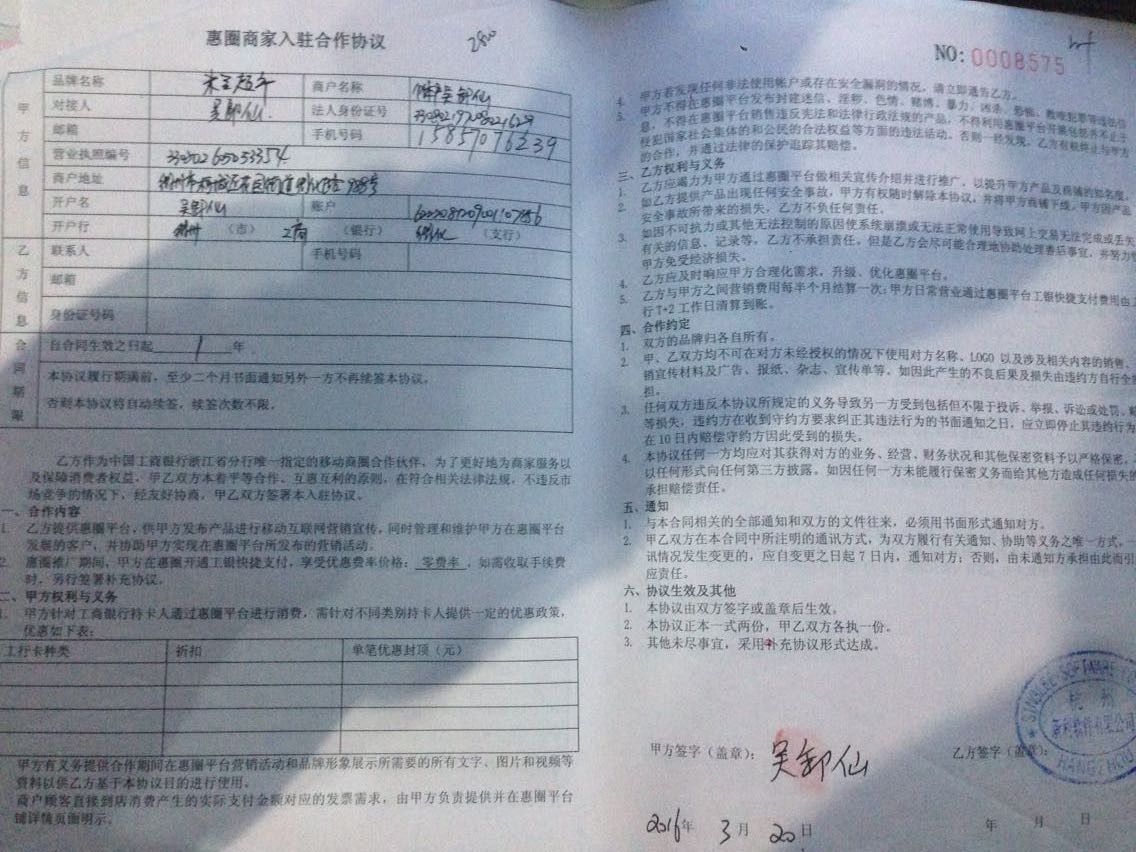 惠圈商家入驻合作协议
2800
甲方信息
品牌名称
商户名称
对接人 吴卸仙
法人身份证号
邮箱
手机号码 15857076239
营业执照编号 330802605053354
商户地址
开户名 吴卸仙 账户
开户行 (市) 工商 (银行) (支行)
乙方信息
联系人 手机号码
邮箱
身份证号码
合同期限
自合同生效之日起 1 年。
本协议履行期满前,至少二个月书面通知另外一方不再续签本协议。
否则本协议将自动续签,续签次数不限。
乙方作为中国工商银行浙江省分行唯一指定的移动商圈合作伙伴,为了更好地为商家服务以
及保障消费者权益,甲乙双方本着平等合作、互惠互利的原则,在符合相关法律法规,不违反市
场竞争的情况下,经友好协商,甲乙双方签署本入驻协议。
一、合作内容
1. 乙方提供惠圈平台,供甲方发布产品进行移动互联网营销宣传,同时管理和维护甲方在惠圈平台
发展的客户,并协助甲方实现在惠圈平台所发布的营销活动。
2. 惠圈推广期间,甲方在惠圈开通工银快捷支付,享受优惠费率价格:零费率,如需收取手续费
时,另行签署补充协议。
二、甲方权利与义务
1. 甲方针对工商银行持卡人通过惠圈平台进行消费,需针对不同类别持卡人提供一定的优惠政策,
优惠如下表:
工行卡种类 折扣 单笔优惠封顶(元)
甲方有义务提供合作期间在惠圈平台营销活动和品牌形象展示所需要的所有文字、图片和视频等
资料以供乙方基于本协议目的进行使用。
商户顾客直接到店消费产生的实际支付金额对应的发票需求,由甲方负责提供并在惠圈平台
铺详情页面明示。
NO: 0008575
4. 甲方若发现任何非法使用帐户或存在安全漏洞的情况,请立即通告乙方。
5. 甲方不得在惠圈平台发布封建迷信、淫秽、色情、赌博、暴力、凶杀、恐怖、教唆犯罪等违法信
息,不得在惠圈平台销售违反宪法和法律行政法规的产品,不得利用惠圈平台开展包括并不止于
侵犯国家社会集体的和公民的合法权益等方面的违法活动。否则一经发现,乙方有权终止与甲方
的合作,并通过法律的保护追踪其赔偿。
三、乙方权利与义务
1. 乙方应竭力为甲方通过惠圈平台做相关宣传介绍并进行推广,以提升甲方产品及商铺的知名度。
2. 如乙方提供产品出现任何安全事故,甲方有权随时解除本协议,并将甲方商铺下线。甲方因产品
安全事故所带来的损失,乙方不负任何责任。
3. 如因不可抗力或其他无法控制的原因使系统崩溃或无法正常使用导致网上交易无法完成或丢失
有关的信息、记录等,乙方不承担责任。但是乙方会尽可能合理地协助处理善后事宜,并努力使
甲方免受经济损失。
4. 乙方应及时响应甲方合理化需求,升级、优化惠圈平台。
5. 乙方与甲方之间营销费用每半个月结算一次;甲方日常营业通过惠圈平台工银快捷支付费用由工
行T+2工作日清算到账。
四、合作约定
1. 双方的品牌归各自所有。
2. 甲、乙双方均不可在对方未经授权的情况下使用对方名称、LOGO以及涉及相关内容的销售、
销宣传材料及广告、报纸、杂志、宣传单等。如因此产生的不良后果及损失由违约方自行全
担。
3. 任何双方违反本协议所规定的义务导致另一方受到包括但不限于投诉、举报、诉讼或处罚、
等损失,违约方在收到守约方要求纠正其违法行为的书面通知之日,应立即停止其违约行为
在10日内赔偿守约方因此受到的损失。
4. 本协议任何一方均应对其获得对方的业务、经营、财务状况和其他保密资料予以严格保密,
以任何形式向任何第三方披露。如因任何一方未能履行保密义务而给其他方造成任何损失的
承担赔偿责任。
五、通知
1. 与本合同相关的全部通知和双方的文件往来,必须用书面形式通知对方。
2. 甲乙双方在本合同中所注明的通讯方式,为双方履行有关通知、协助等义务之唯一方式,
讯情况发生变更的,应自变更之日起7日内,通知对方;否则,由未通知方承担由此而引
应责任。
六、协议生效及其他
1. 本协议由双方签字或盖章后生效。
2. 本协议正本一式两份,甲乙双方各执一份。
3. 其他未尽事宜,采用补充协议形式达成。
甲方签字(盖章): 吴卸仙 乙方签字(盖章):
SINGLEE SOFTWARE
杭州
新利软件有限公司
HANGZHOU
2016年 3月 20日 年 月 日